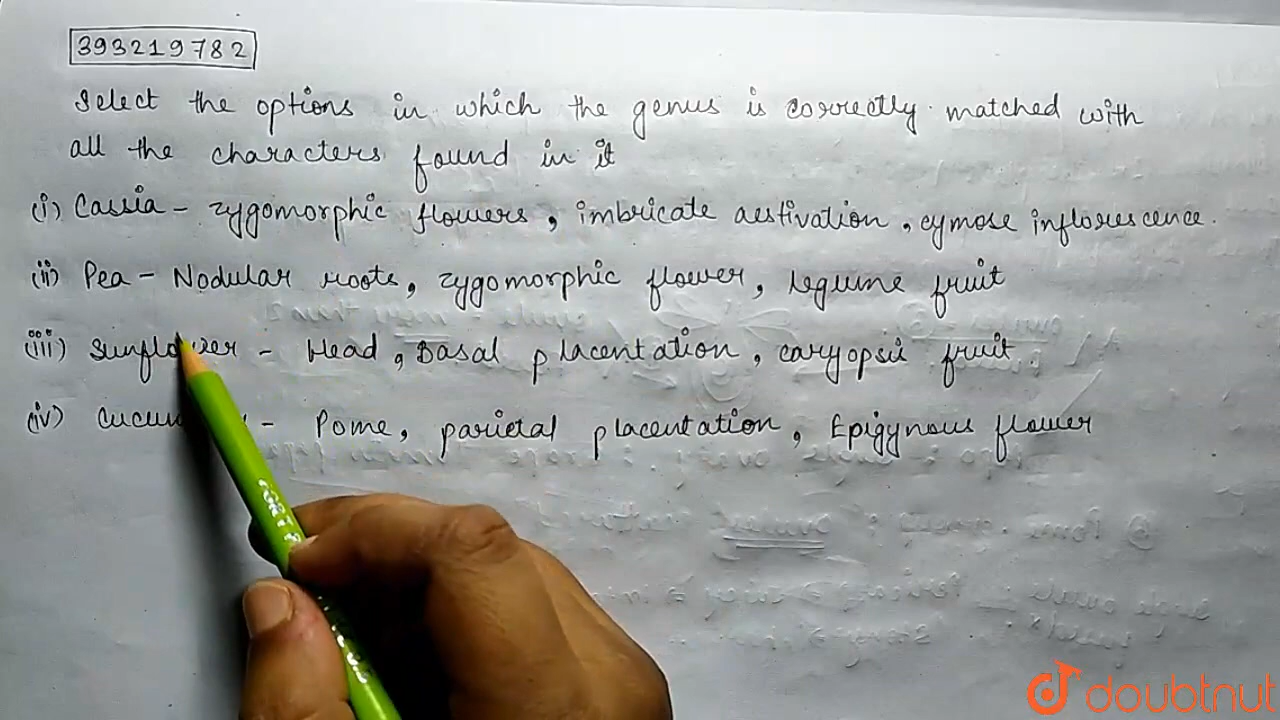 393219782
Select the options in which the genus is correctly matched with
all the characters found in it
(i) Cassia - zygomorphic flowers, imbricate aestivation, cymose inflorescence.
(ii) Pea - Nodular roots, zygomorphic flower, legume fruit
(iii) Sunflower - Head, Basal placentation, caryopsis fruit.
(iv) - Pome, parietal placentation, Epigynous flower
doubtnut